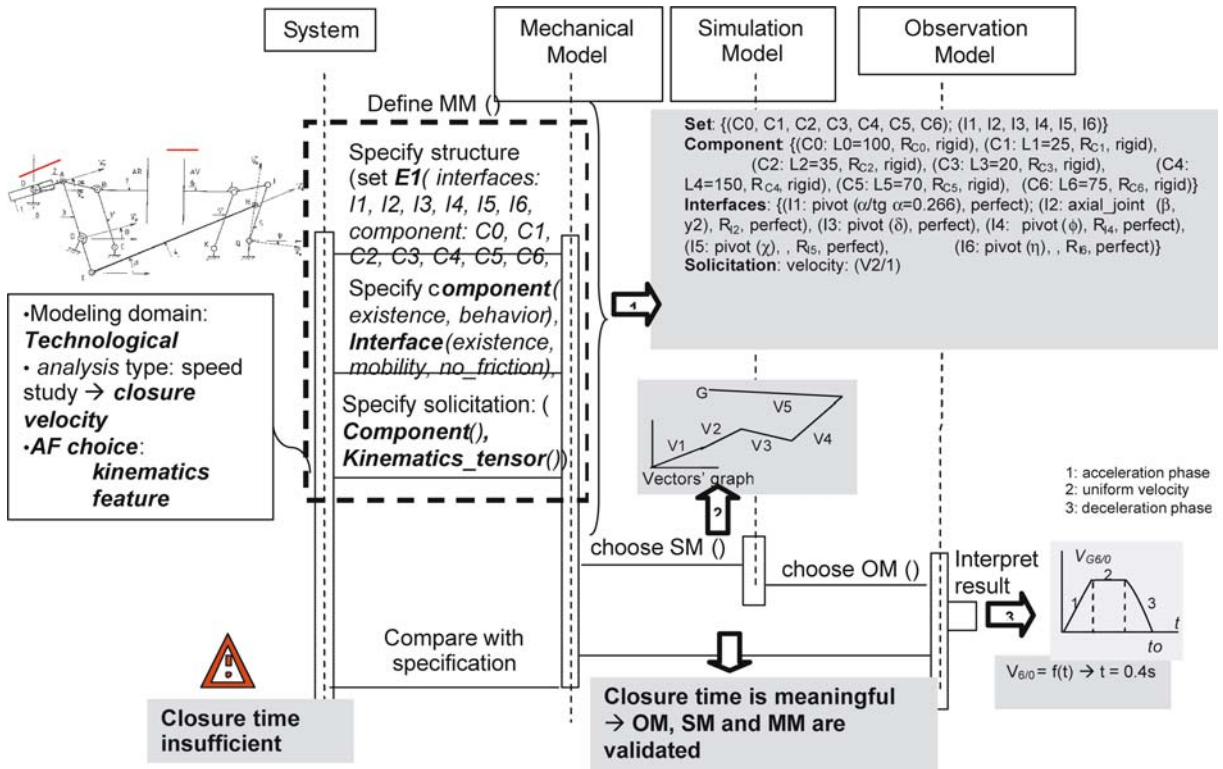 System
Mechanical
Model
Simulation
Model
Observation Model
Define MM ()
Specify structure
(set E1( interfaces:
I1, I2, I3, I4, I5, I6,
component: C0, C1,
C2, C3, C4, C5, C6,
Specify component(
existence, behavior),
Interface(existence,
mobility, no_friction),
Specify solicitation: (
Component(),
Kinematics_tensor())
•Modeling domain:
Technological
• analysis type: speed
study → closure
velocity
•AF choice:
kinematics
feature
1
Set: {(C0, C1, C2, C3, C4, C5, C6); (I1, I2, I3, I4, I5, I6)}
Component: {(C0: L0=100, RC0, rigid), (C1: L1=25, RC1, rigid),
(C2: L2=35, RC2, rigid), (C3: L3=20, RC3, rigid), (C4:
L4=150, RC4, rigid), (C5: L5=70, RC5, rigid), (C6: L6=75, RC6, rigid)}
Interfaces: {(I1: pivot (α/tg α=0.266), perfect); (I2: axial_joint (β,
y2), RI2, perfect), (I3: pivot (δ), perfect), (I4: pivot (ϕ), RI4, perfect),
(I5: pivot (χ), , RI5, perfect), (I6: pivot (η), , RI6, perfect)}
Solicitation: velocity: (V2/1)
G
V5
V2
V1
V3
V4
Vectors' graph
2
choose SM ()
choose OM ()
Interpret
result
3
1: acceleration phase
2: uniform velocity
3: deceleration phase
VG6/0
2
1
3
t
to
V6/0 = f(t) → t = 0.4s
Compare with
specification
Closure time
insufficient
Closure time is meaningful
→ OM, SM and MM are
validated